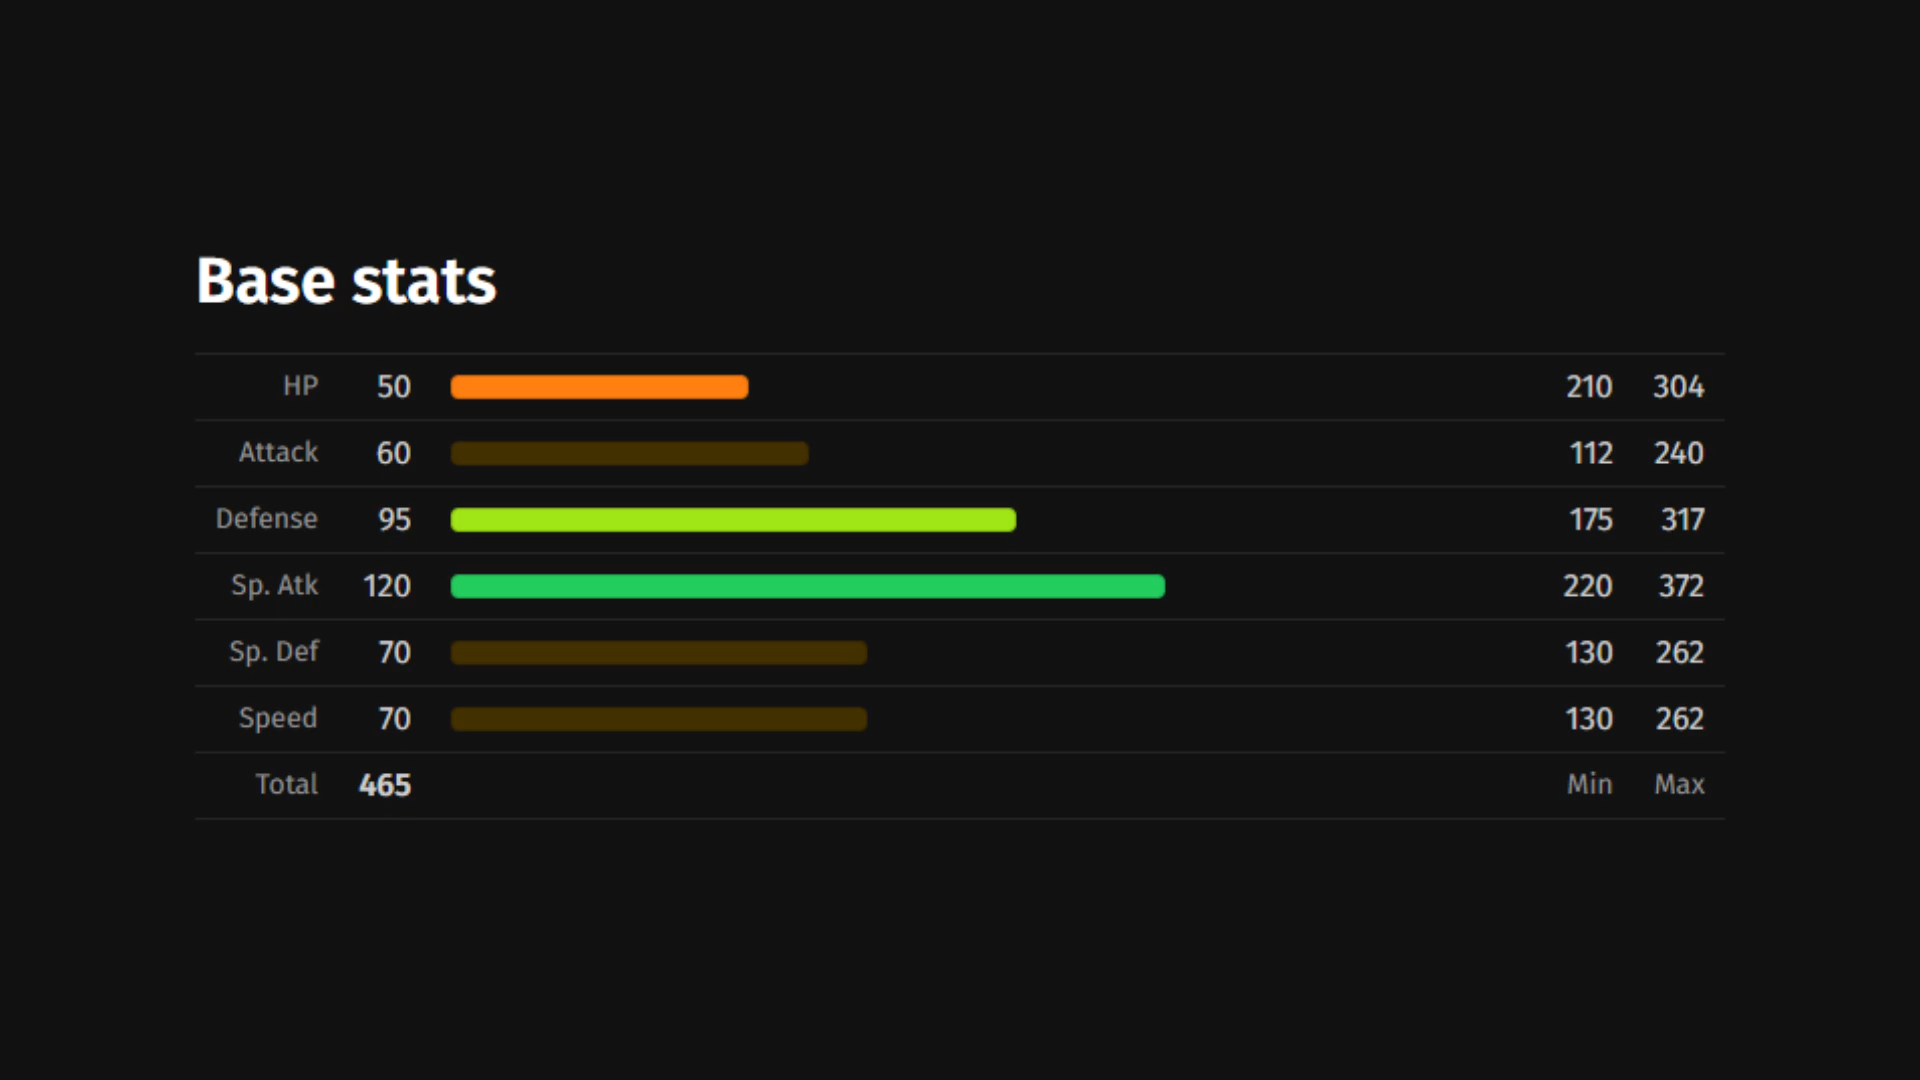 Base stats
HP 50 210 304
Attack 60 112 240
Defense 95 175 317
Sp. Atk 120 220 372
Sp. Def 70 130 262
Speed 70 130 262
Total 465 Min Max